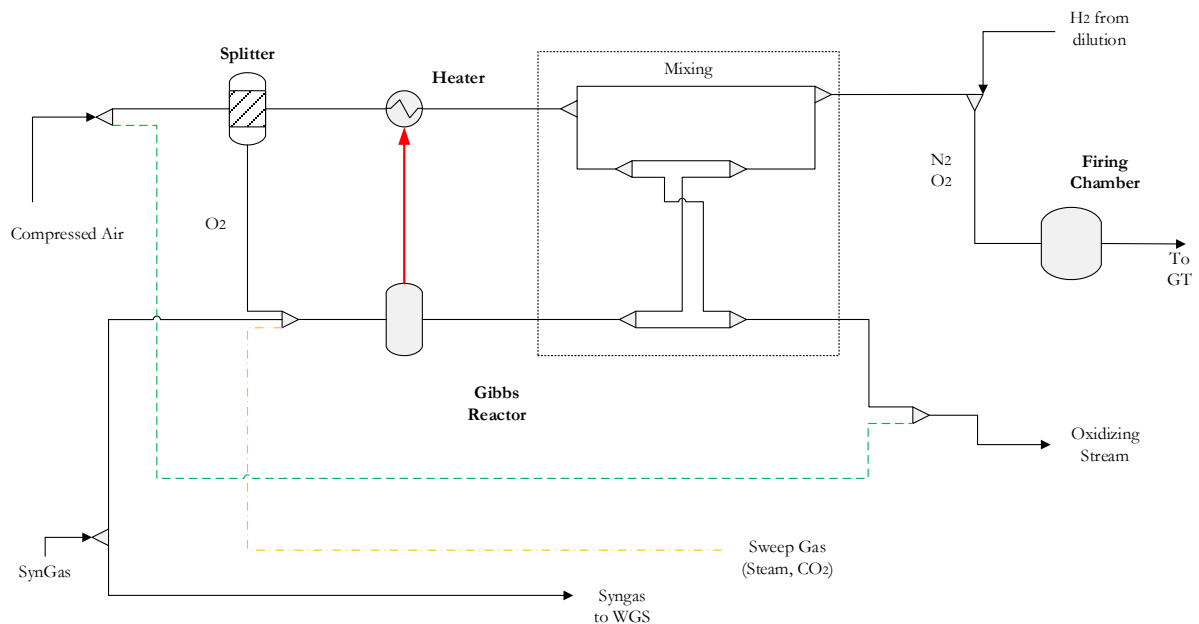 H2 from
dilution
Splitter
Heater
Mixing
N2
O2
Firing
Chamber
Compressed Air
O2
To
GT
Gibbs
Reactor
Oxidizing
Stream
SynGas
Sweep Gas
(Steam, CO2)
Syngas
to WGS